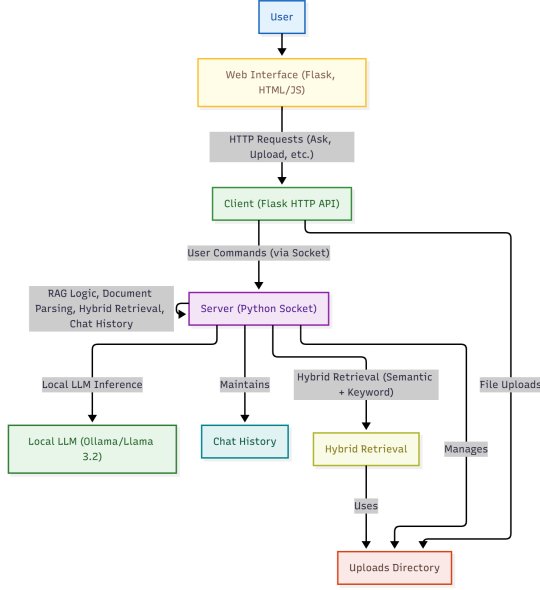 User
Web Interface (Flask,
HTML/JS)
HTTP Requests (Ask,
Upload, etc.)
Client (Flask HTTP API)
User Commands (via Socket)
RAG Logic, Document
Parsing, Hybrid Retrieval,
Chat History
Server (Python Socket)
Local LLM Inference
Maintains
Hybrid Retrieval (Semantic
+ Keyword)
File Uploads
Local LLM (Ollama/Llama
3.2)
Chat History
Hybrid Retrieval
Manages
Uses
Uploads Directory